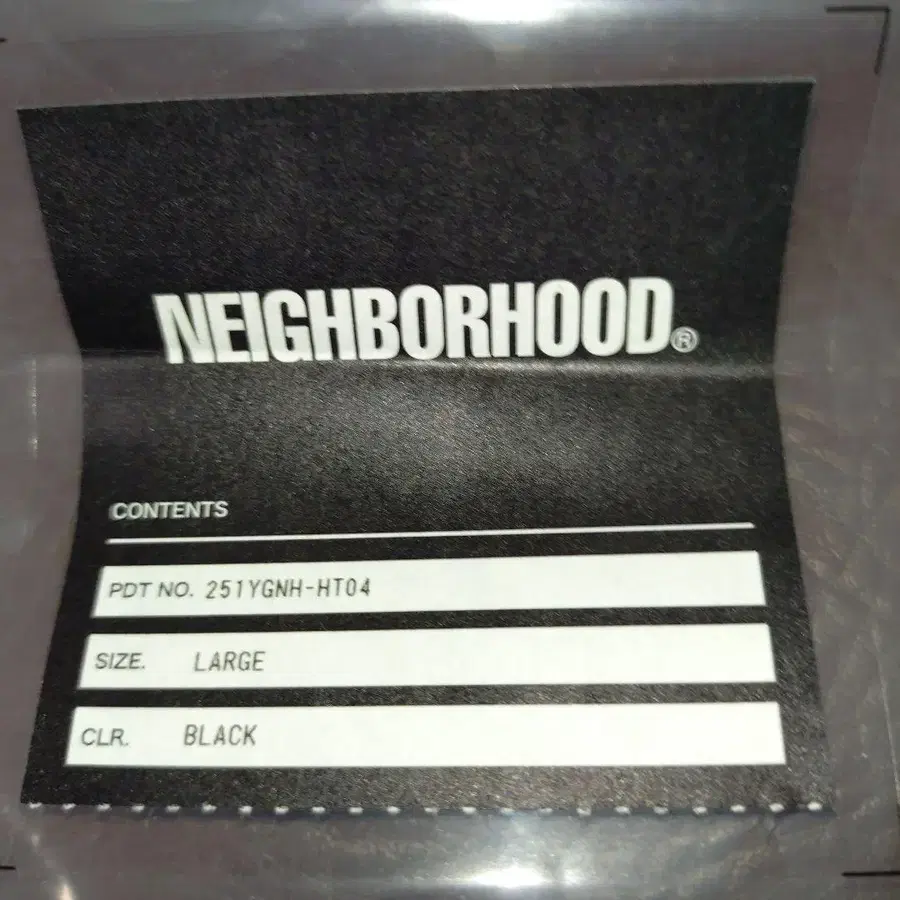 NEIGHBORHOOD®
CONTENTS
PDT NO. 251YGNH-HT04
SIZE. LARGE
CLR. BLACK